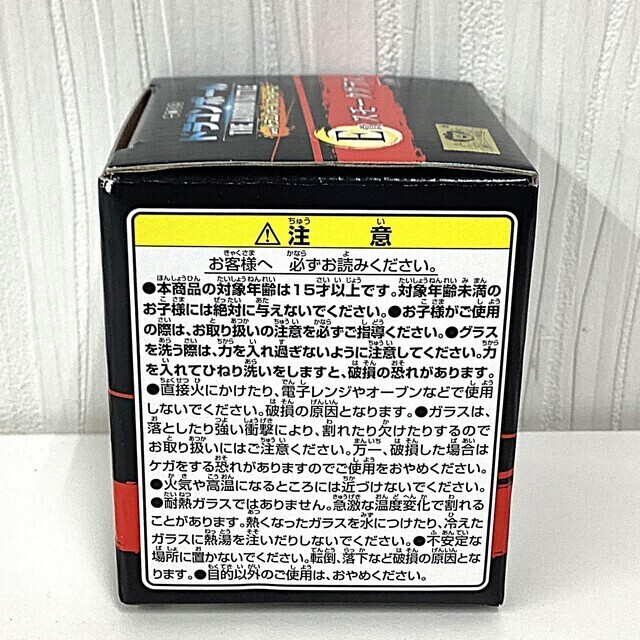 ドラゴンボール
E賞 スモークグラス
⚠注 意
お客様へ 必ずお読みください。
●本商品の対象年齢は15才以上です。対象年齢未満の
お子様には絶対に与えないでください。●お子様がご使用
の際は、お取り扱いの注意を必ずご指導ください。●グラス
を洗う際は、力を入れ過ぎないように注意してください。力
を入れてひねり洗いをしますと、破損の恐れがあります。
●直接火にかけたり、電子レンジやオーブンなどで使用
しないでください。破損の原因となります。●ガラスは、
落としたり強い衝撃により、割れたり欠けたりするので
お取り扱いにはご注意ください。万一、破損した場合は
ケガをする恐れがありますのでご使用をおやめください。
●火気や高温になるところには近づけないでください。
●耐熱ガラスではありません。急激な温度変化で割れる
ことがあります。熱くなったガラスを水につけたり、冷えた
ガラスに熱湯を注いだりしないでください。●不安定な
場所に置かないでください。転倒、落下など破損の原因とな
ります。●目的以外のご使用は、おやめください。